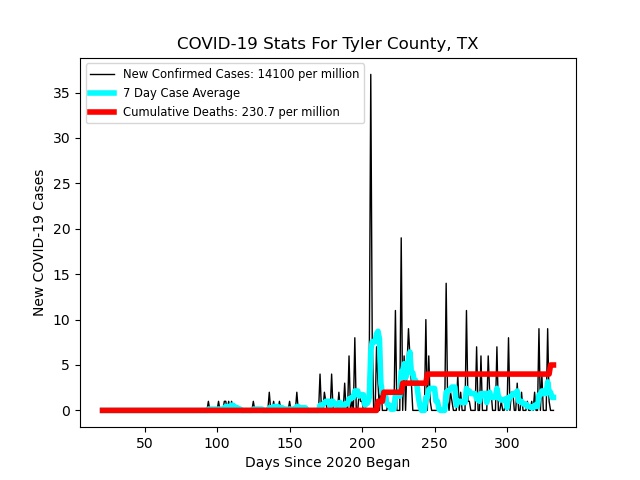 COVID-19 Stats For Tyler County, TX
New Confirmed Cases: 14100 per million
7 Day Case Average
Cumulative Deaths: 230.7 per million
New COVID-19 Cases
35
30
25
20
15
10
5
0
50 100 150 200 250 300
Days Since 2020 Began